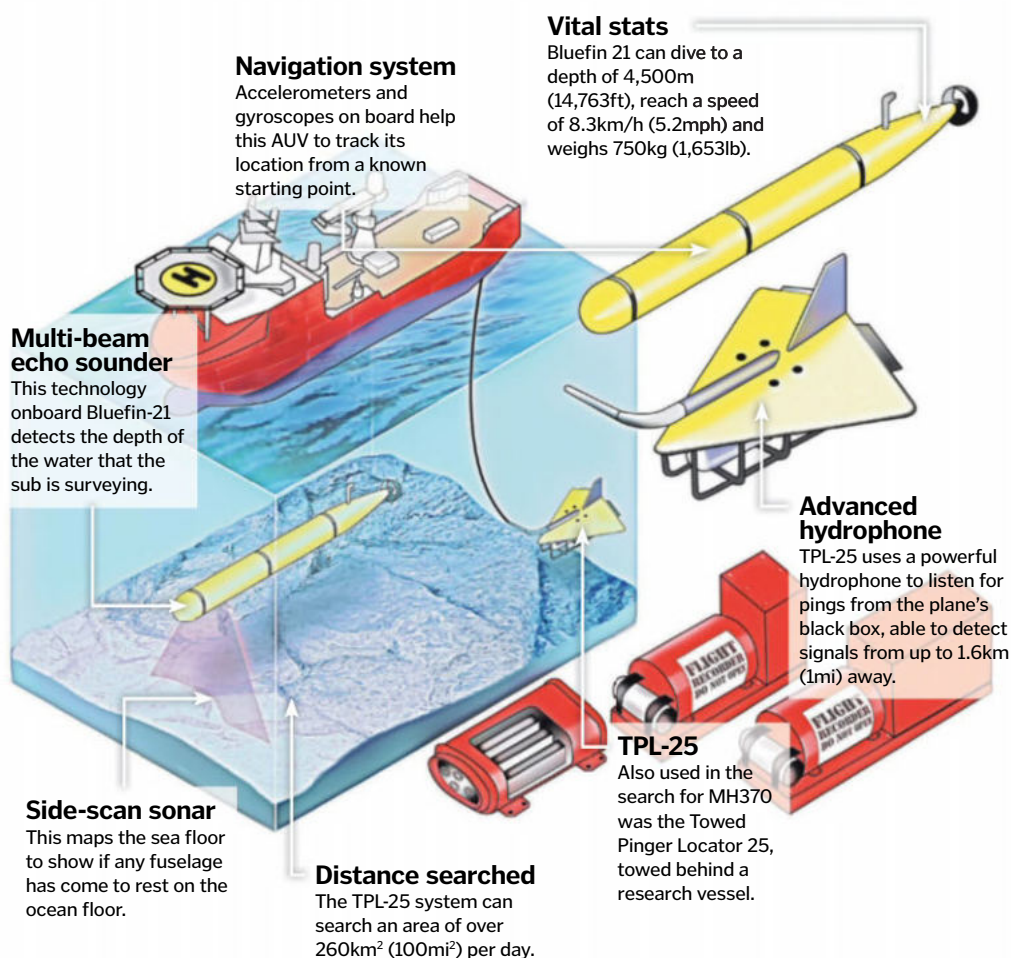 Vital stats
Bluefin 21 can dive to a
depth of 4,500m
(14,763ft), reach a speed
of 8.3km/h (5.2mph) and
weighs 750kg (1,653lb).
Navigation system
Accelerometers and
gyroscopes on board help
this AUV to track its
location from a known
starting point.
H
Multi-beam
echo sounder
This technology
onboard Bluefin-21
detects the depth of
the water that the
sub is surveying.
Advanced
hydrophone
TPL-25 uses a powerful
hydrophone to listen for
pings from the plane's
black box, able to detect
signals from up to 1.6km
(1mi) away.
FLIGHT
RECORDER
DO NOT OPEN
FLIGHT
RECORDER
DO NOT OPEN
TPL-25
Also used in the
search for MH370
was the Towed
Pinger Locator 25,
towed behind a
research vessel.
Side-scan sonar
This maps the sea floor
to show if any fuselage
has come to rest on the
ocean floor.
Distance searched
The TPL-25 system can
search an area of over
260km² (100mi²) per day.